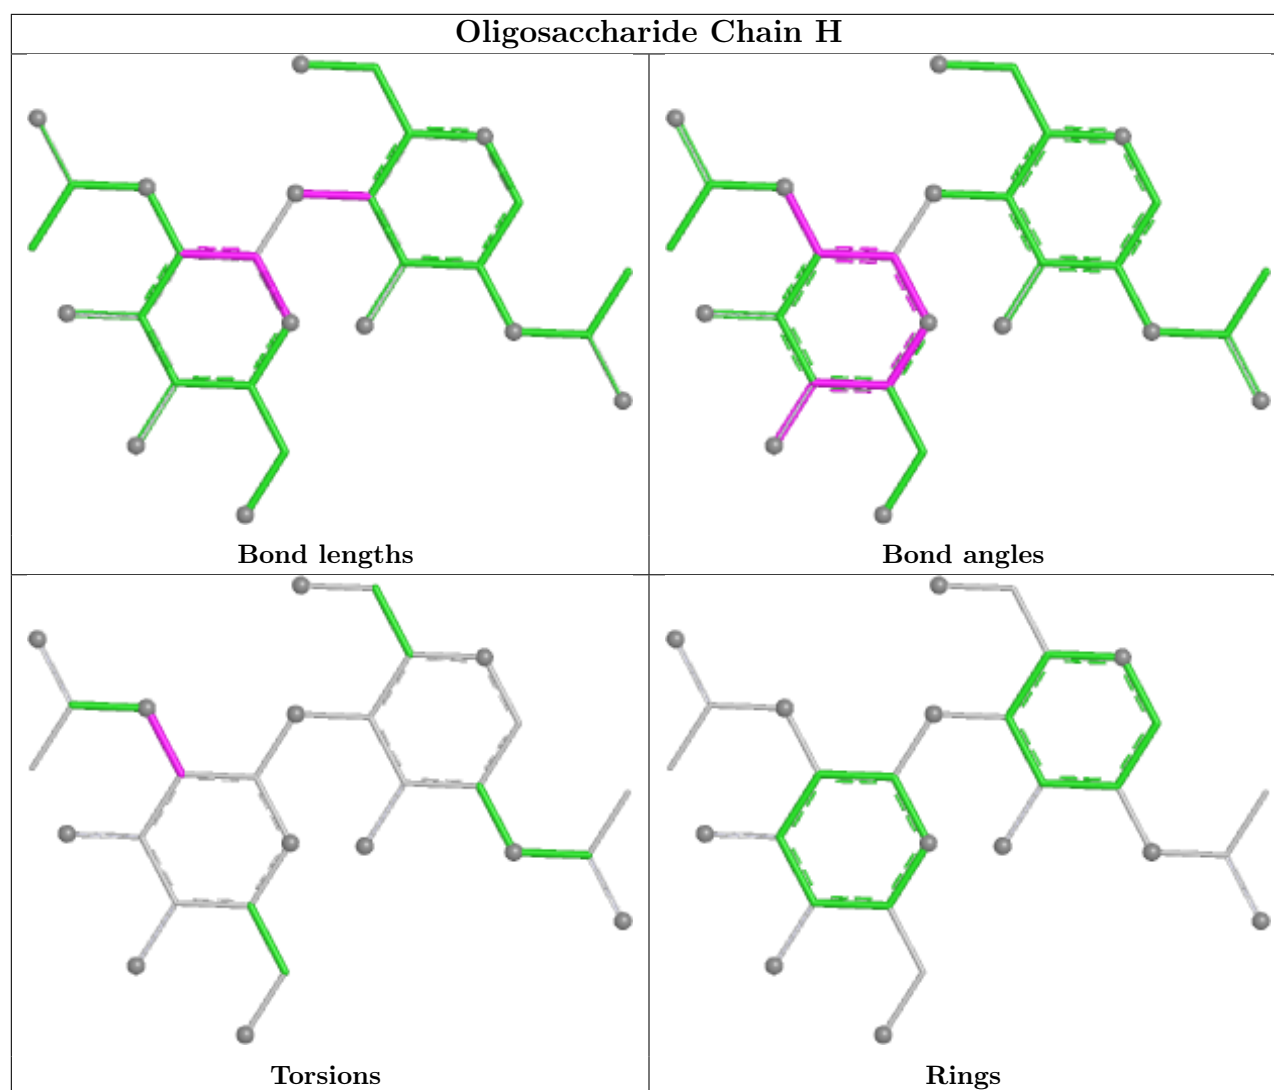 Oligosaccharide Chain H
Bond lengths
Bond angles
Torsions
Rings